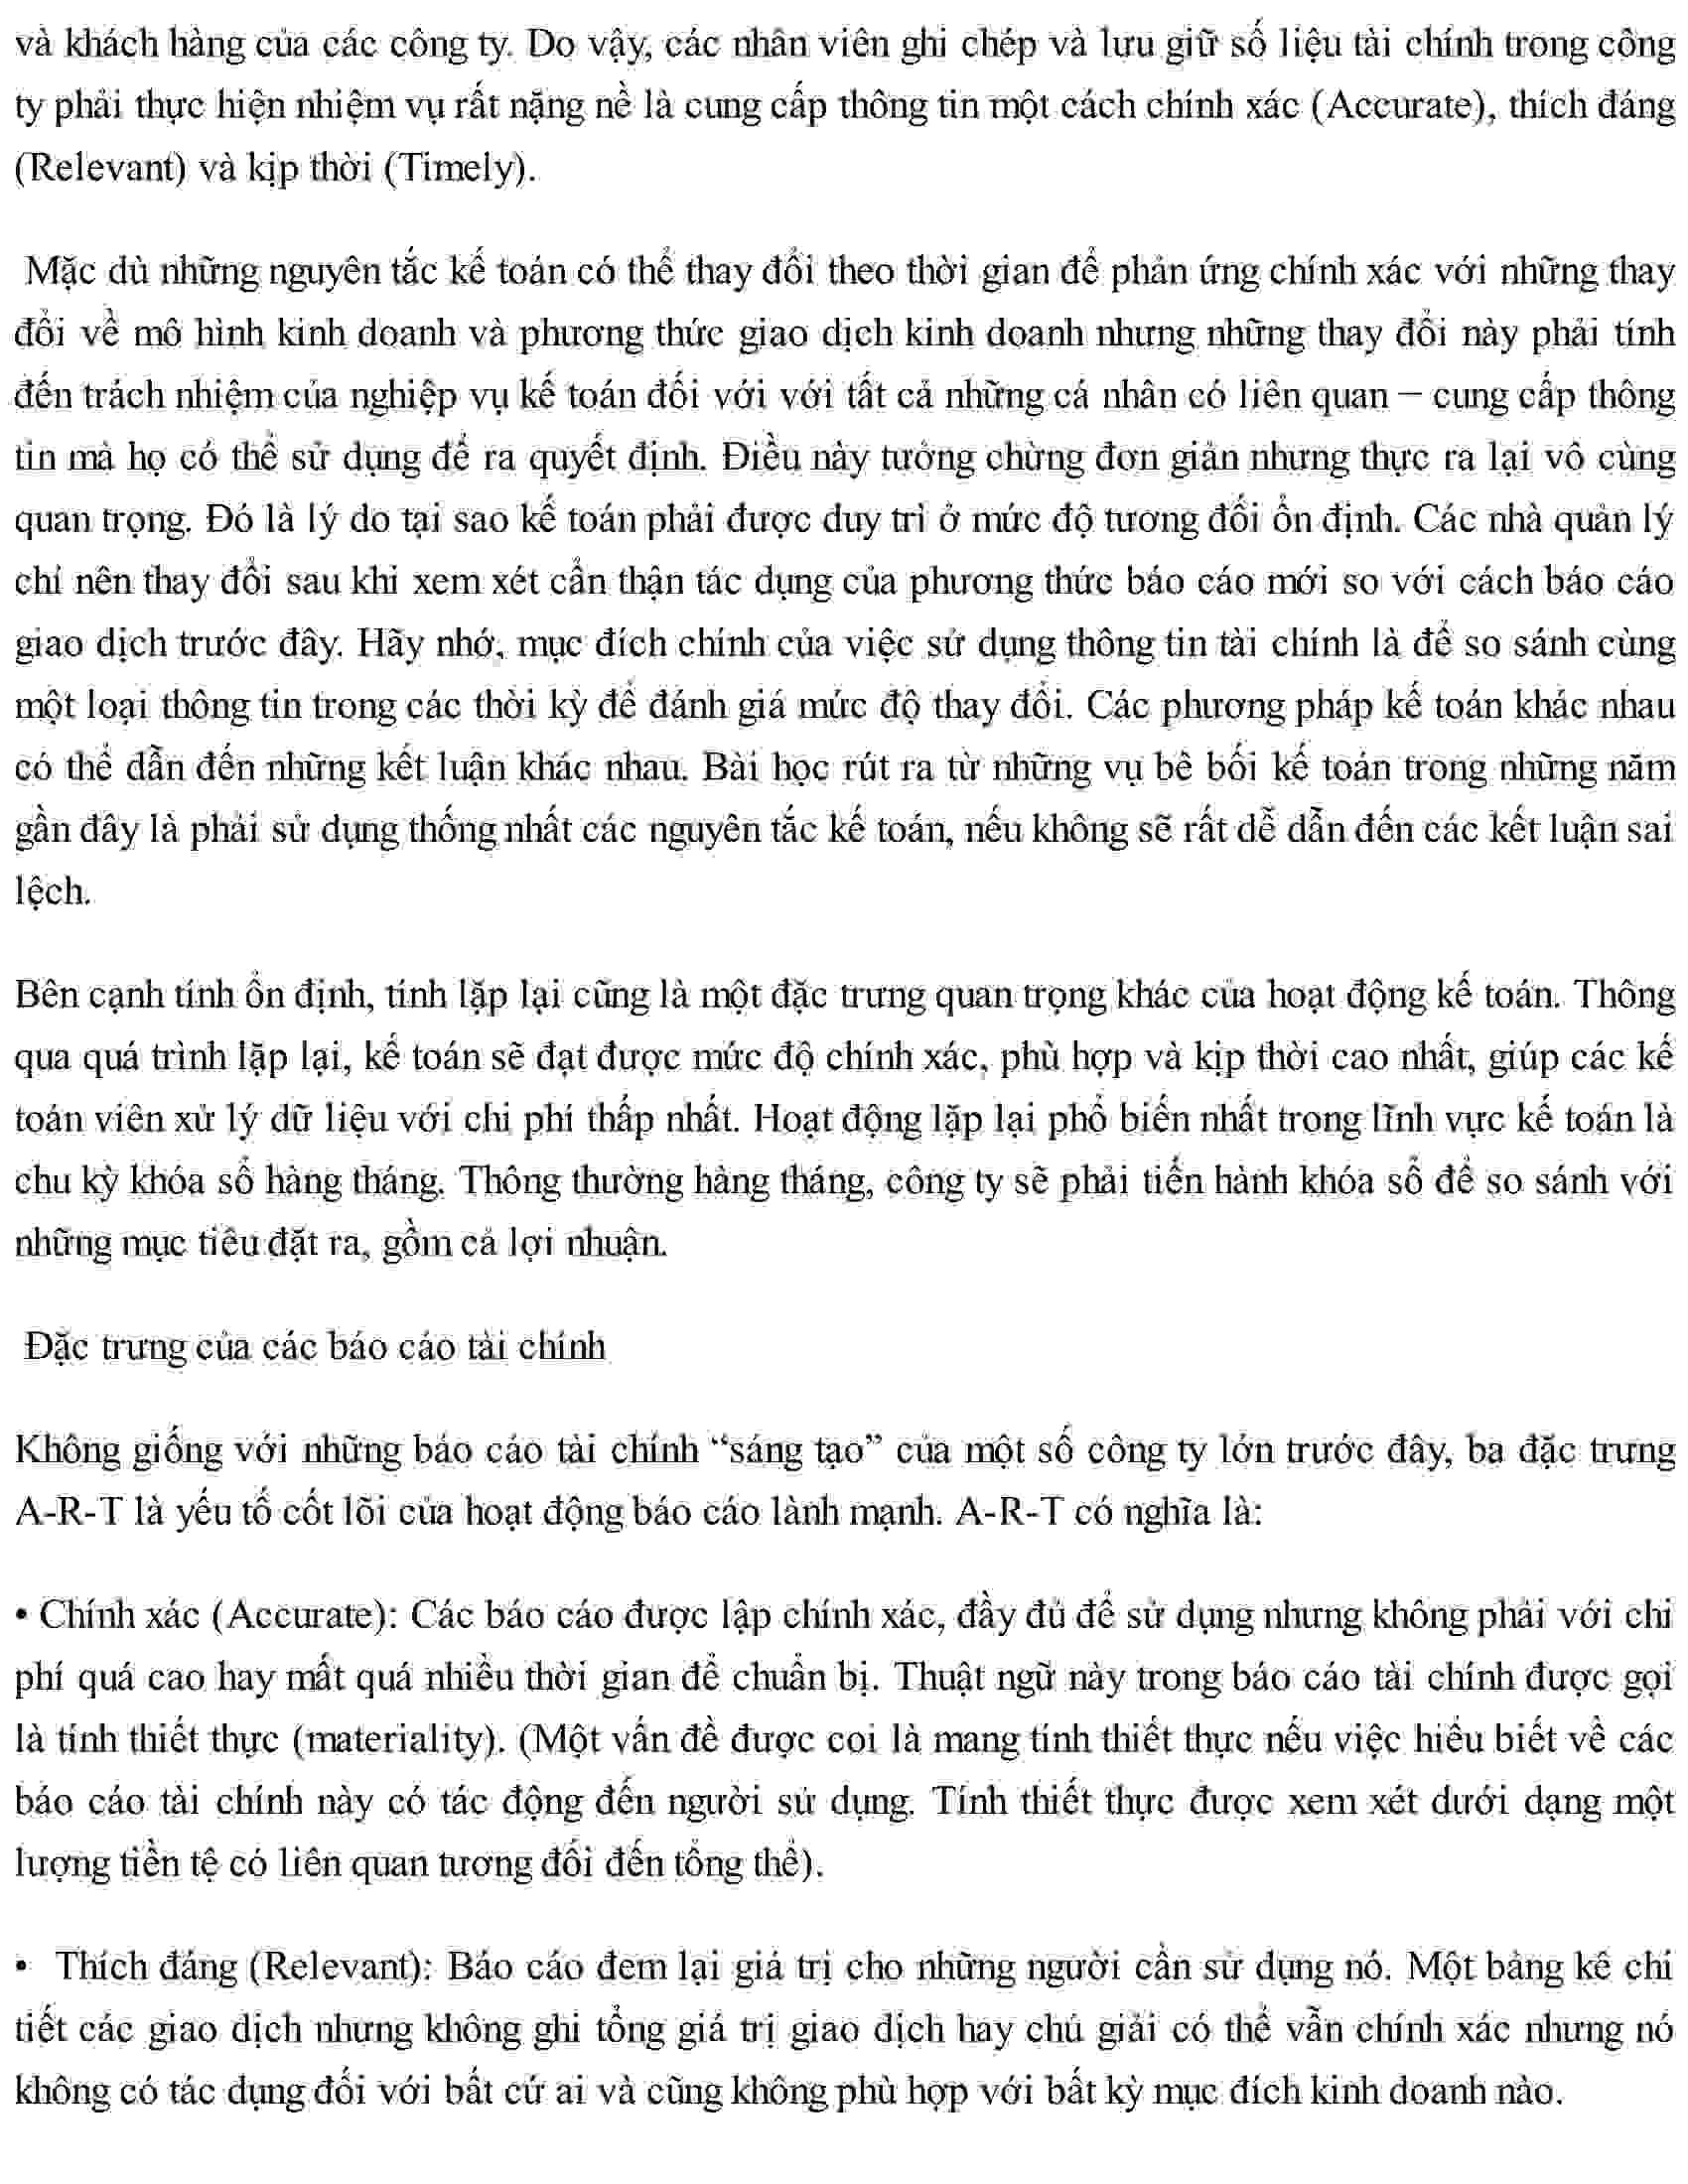 và khách hàng của các công ty. Do vậy, các nhân viên ghi chép và lưu giữ số liệu tài chính trong công
ty phải thực hiện nhiệm vụ rất nặng nề là cung cấp thông tin một cách chính xác (Accurate), thích đáng
(Relevant) và kịp thời (Timely).
Mặc dù những nguyên tắc kế toán có thể thay đổi theo thời gian để phản ứng chính xác với những thay
đổi về mô hình kinh doanh và phương thức giao dịch kinh doanh nhưng những thay đổi này phải tính
đến trách nhiệm của nghiệp vụ kế toán đối với với tất cả những cá nhân có liên quan – cung cấp thông
tin mà họ có thể sử dụng để ra quyết định. Điều này tưởng chừng đơn giản nhưng thực ra lại vô cùng
quan trọng. Đó là lý do tại sao kế toán phải được duy trì ở mức độ tương đối ổn định. Các nhà quản lý
chỉ nên thay đổi sau khi xem xét cẩn thận tác dụng của phương thức báo cáo mới so với cách báo cáo
giao dịch trước đây. Hãy nhớ, mục đích chính của việc sử dụng thông tin tài chính là để so sánh cùng
một loại thông tin trong các thời kỳ để đánh giá mức độ thay đổi. Các phương pháp kế toán khác nhau
có thể dẫn đến những kết luận khác nhau. Bài học rút ra từ những vụ bê bối kế toán trong những năm
gần đây là phải sử dụng thống nhất các nguyên tắc kế toán, nếu không sẽ rất dễ dẫn đến các kết luận sai
lệch.
Bên cạnh tính ổn định, tính lặp lại cũng là một đặc trưng quan trọng khác của hoạt động kế toán. Thông
qua quá trình lặp lại, kế toán sẽ đạt được mức độ chính xác, phù hợp và kịp thời cao nhất, giúp các kế
toán viên xử lý dữ liệu với chi phí thấp nhất. Hoạt động lặp lại phổ biến nhất trong lĩnh vực kế toán là
chu kỳ khóa sổ hàng tháng. Thông thường hàng tháng, công ty sẽ phải tiến hành khóa sổ để so sánh với
những mục tiêu đặt ra, gồm cả lợi nhuận.
Đặc trưng của các báo cáo tài chính
Không giống với những báo cáo tài chính “sáng tạo” của một số công ty lớn trước đây, ba đặc trưng
A-R-T là yếu tố cốt lõi của hoạt động báo cáo lành mạnh. A-R-T có nghĩa là:
• Chính xác (Accurate): Các báo cáo được lập chính xác, đầy đủ để sử dụng nhưng không phải với chi
phí quá cao hay mất quá nhiều thời gian để chuẩn bị. Thuật ngữ này trong báo cáo tài chính được gọi
là tính thiết thực (materiality). (Một vấn đề được coi là mang tính thiết thực nếu việc hiểu biết về các
báo cáo tài chính này có tác động đến người sử dụng. Tính thiết thực được xem xét dưới dạng một
lượng tiền tệ có liên quan tương đối đến tổng thể).
• Thích đáng (Relevant): Báo cáo đem lại giá trị cho những người cần sử dụng nó. Một bảng kê chi
tiết các giao dịch nhưng không ghi tổng giá trị giao dịch hay chú giải có thể vẫn chính xác nhưng nó
không có tác dụng đối với bất cứ ai và cũng không phù hợp với bất kỳ mục đích kinh doanh nào.